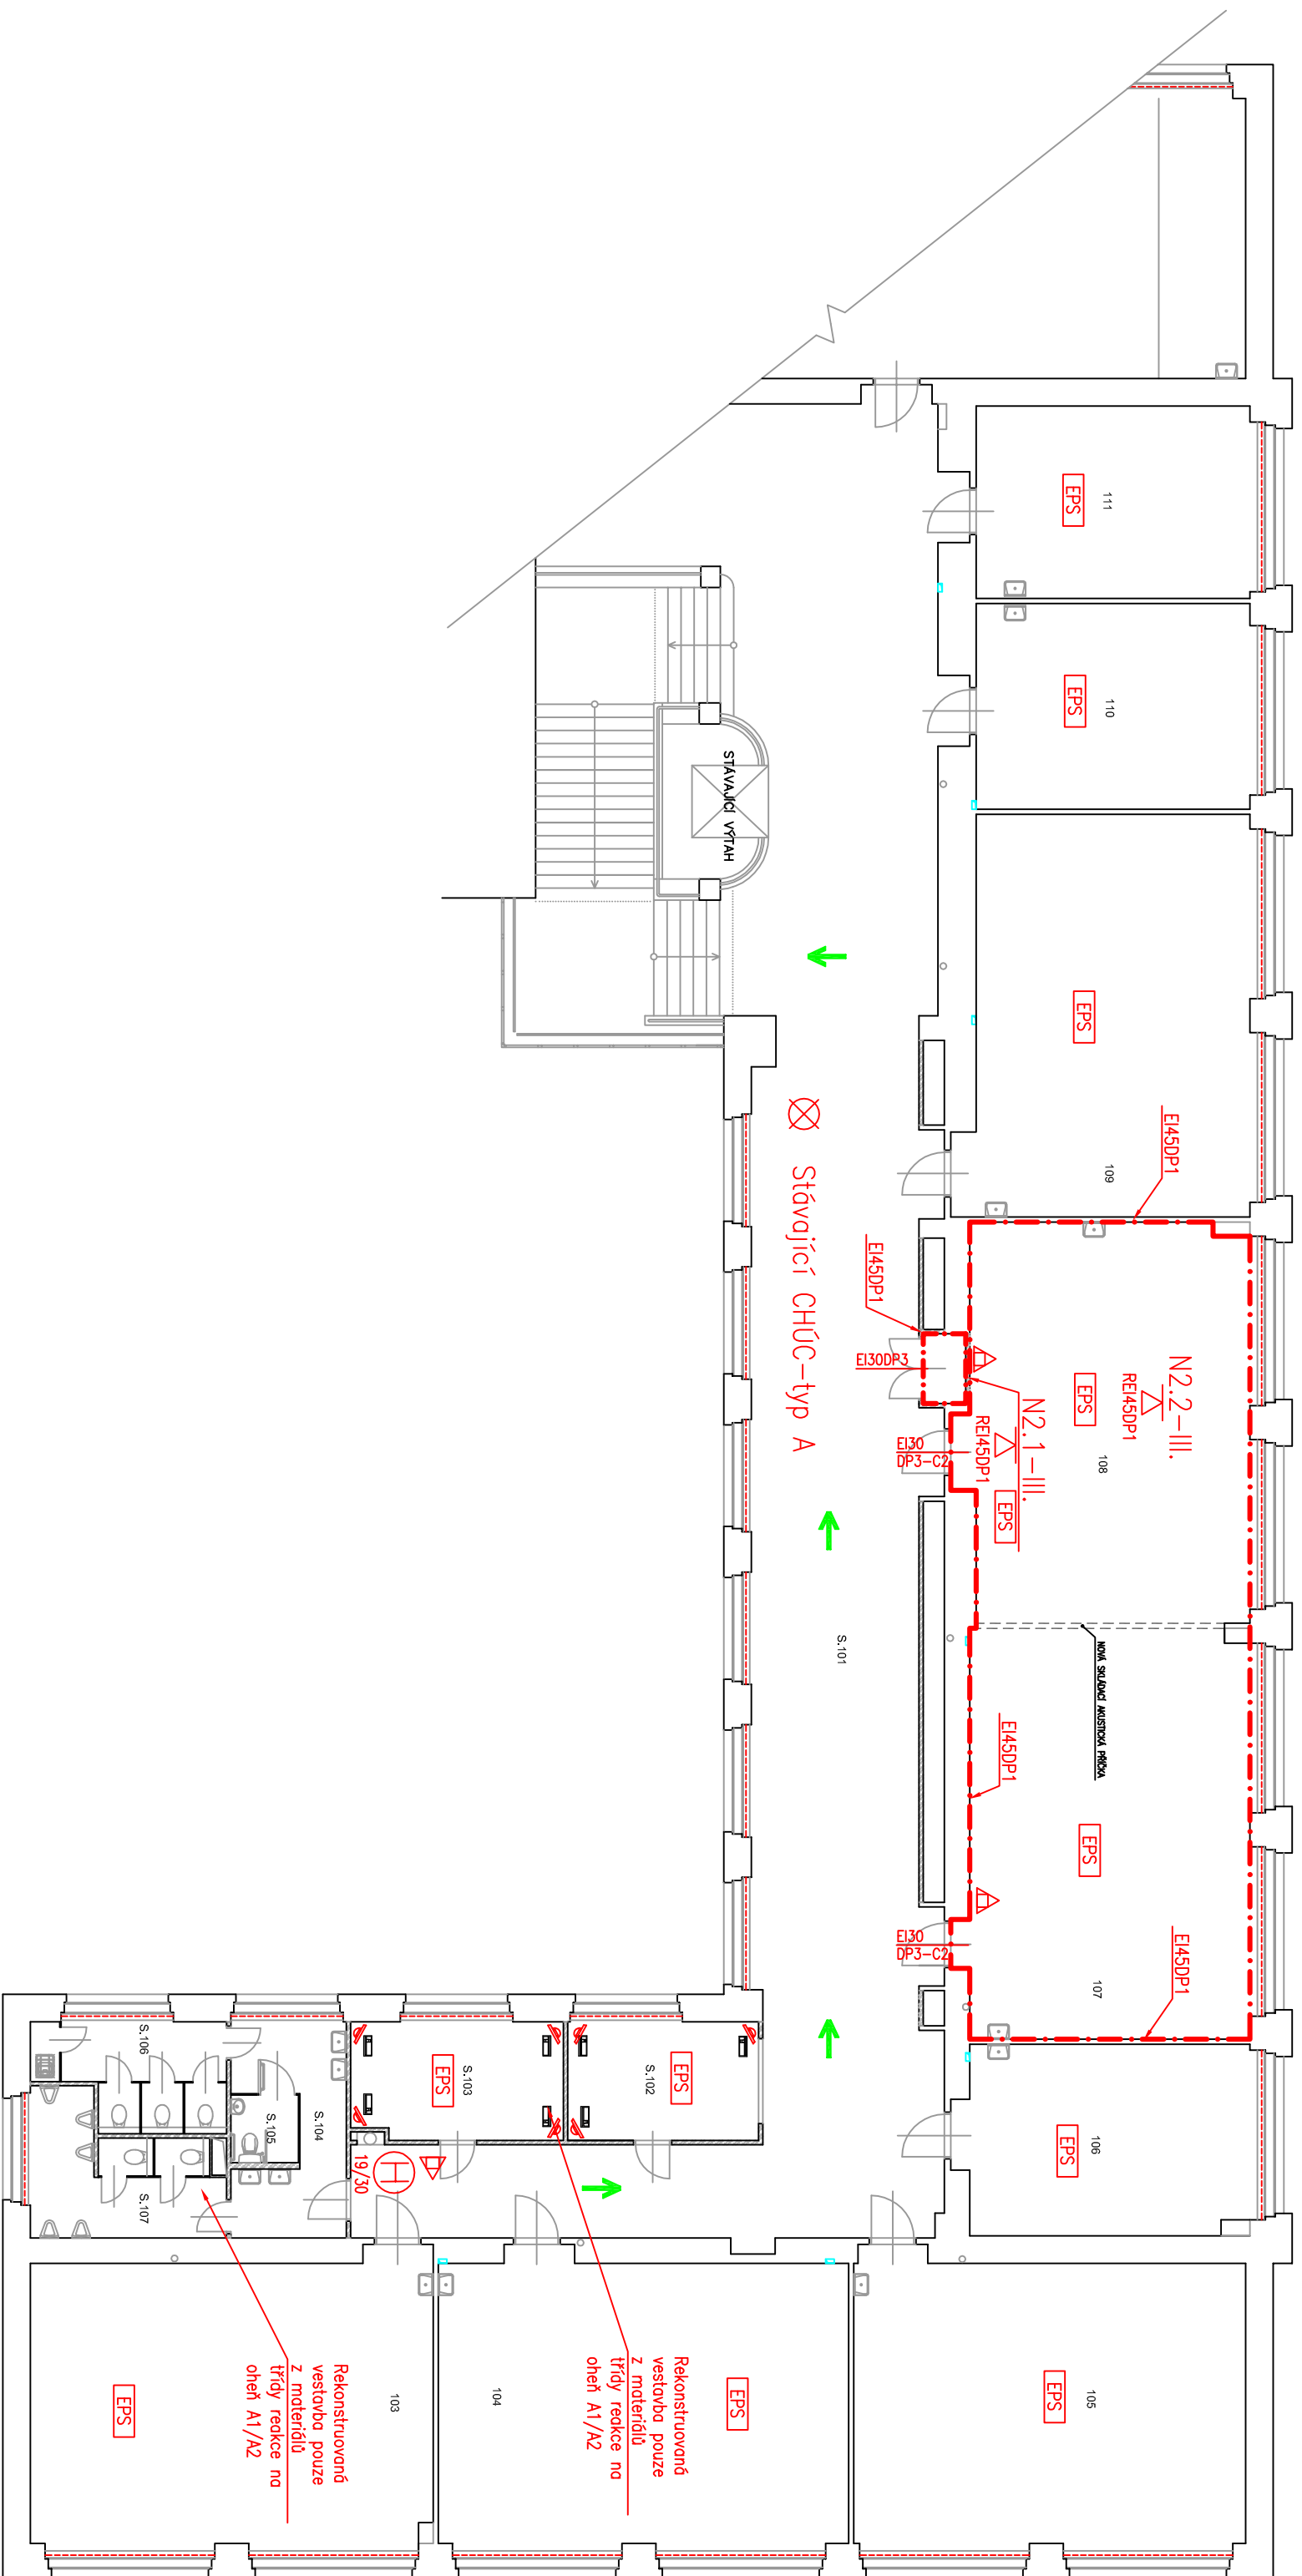 111
EPS
110
EPS
STÁVAJÍCÍ VÝTAH
EPS
109
EI45DP1
Stávající CHÚC-typ A
EI45DP1
EI30DP3
N2.2-III.
REI45DP1
EPS
108
N2.1-III.
REI45DP1
EPS
EI30
DP3-C2
S.101
NOVÁ SKLÁDACÍ AKUSTICKÁ PŘÍČKA
EI45DP1
EPS
EI45DP1
107
EI30
DP3-C2
106
EPS
S.102
EPS
S.103
EPS
S.104
S.105
S.106
S.107
H
19/30
105
EPS
EPS
104
Rekonstruovaná
vestavba pouze
z materiálů
třídy reakce na
oheň A1/A2
103
EPS
Rekonstruovaná
vestavba pouze
z materiálů
třídy reakce na
oheň A1/A2